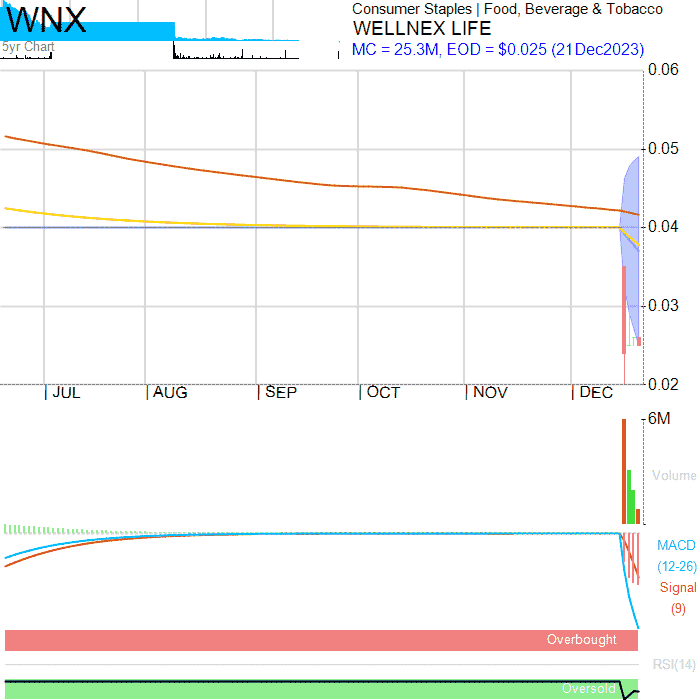 WNX
5yr Chart
Consumer Staples | Food, Beverage & Tobacco
WELLNEX LIFE
MC = 25.3M, EOD = $0.025 (21Dec2023)
0.06
0.05
0.04
0.03
0.02
JUL AUG SEP OCT NOV DEC
6M
Volume
MACD
(12-26)
Signal
(9)
Overbought
RSI(14)
Oversold